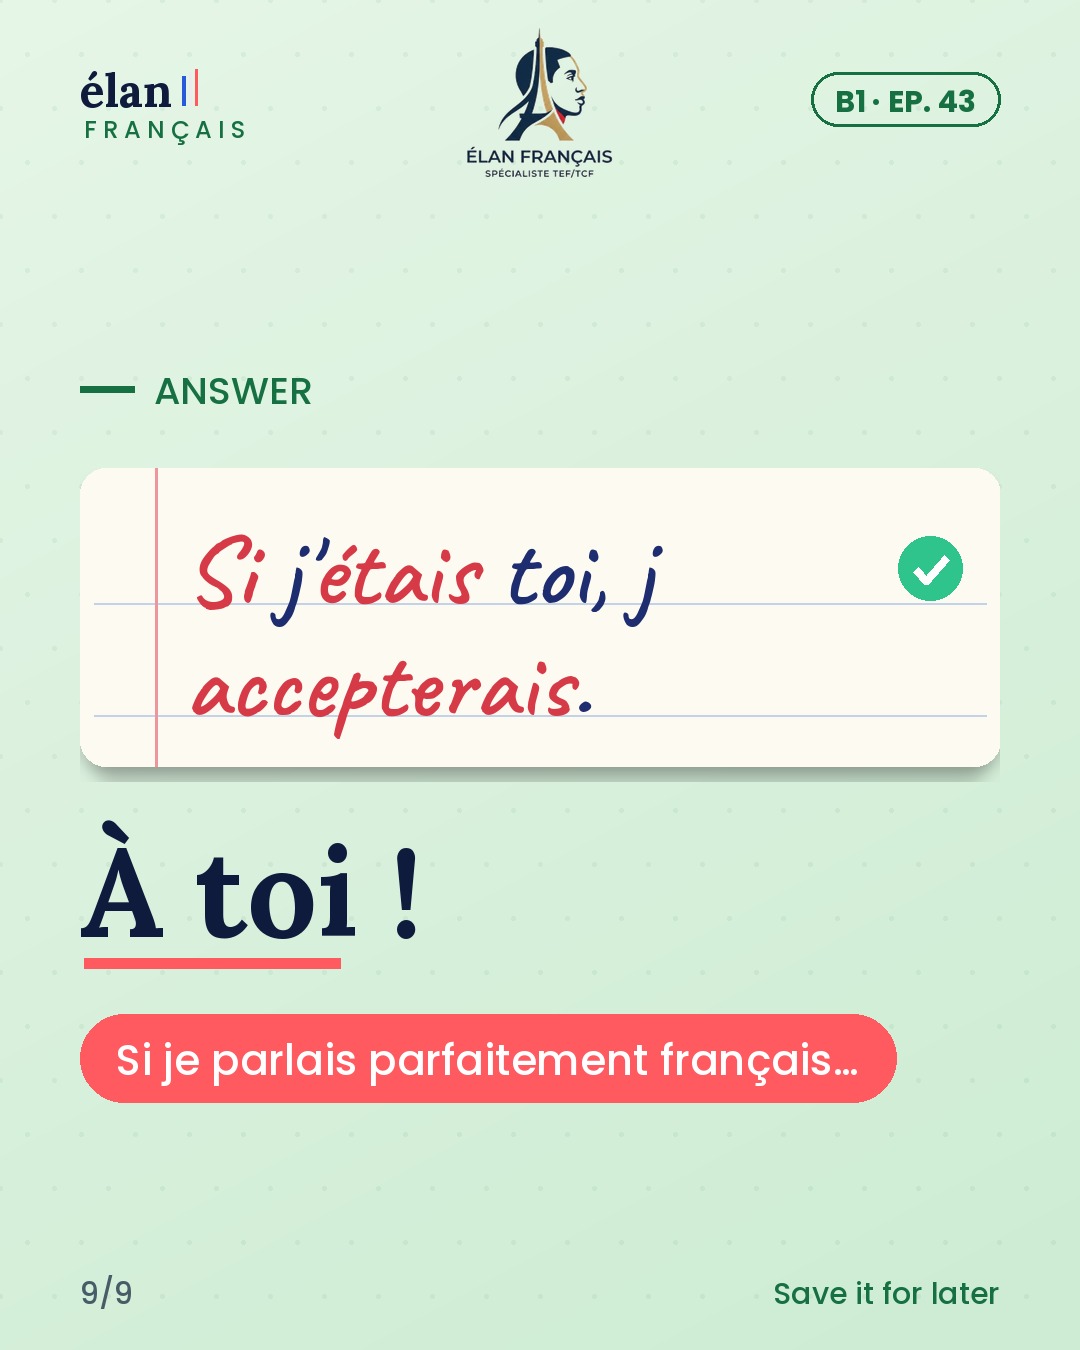 élan
FRANÇAIS
ÉLAN FRANÇAIS
SPÉCIALISTE TEF/TCF
B1 · EP. 43
ANSWER
Si j'étais toi, j
accepterais.
À toi !
Si je parlais parfaitement français...
9/9
Save it for later